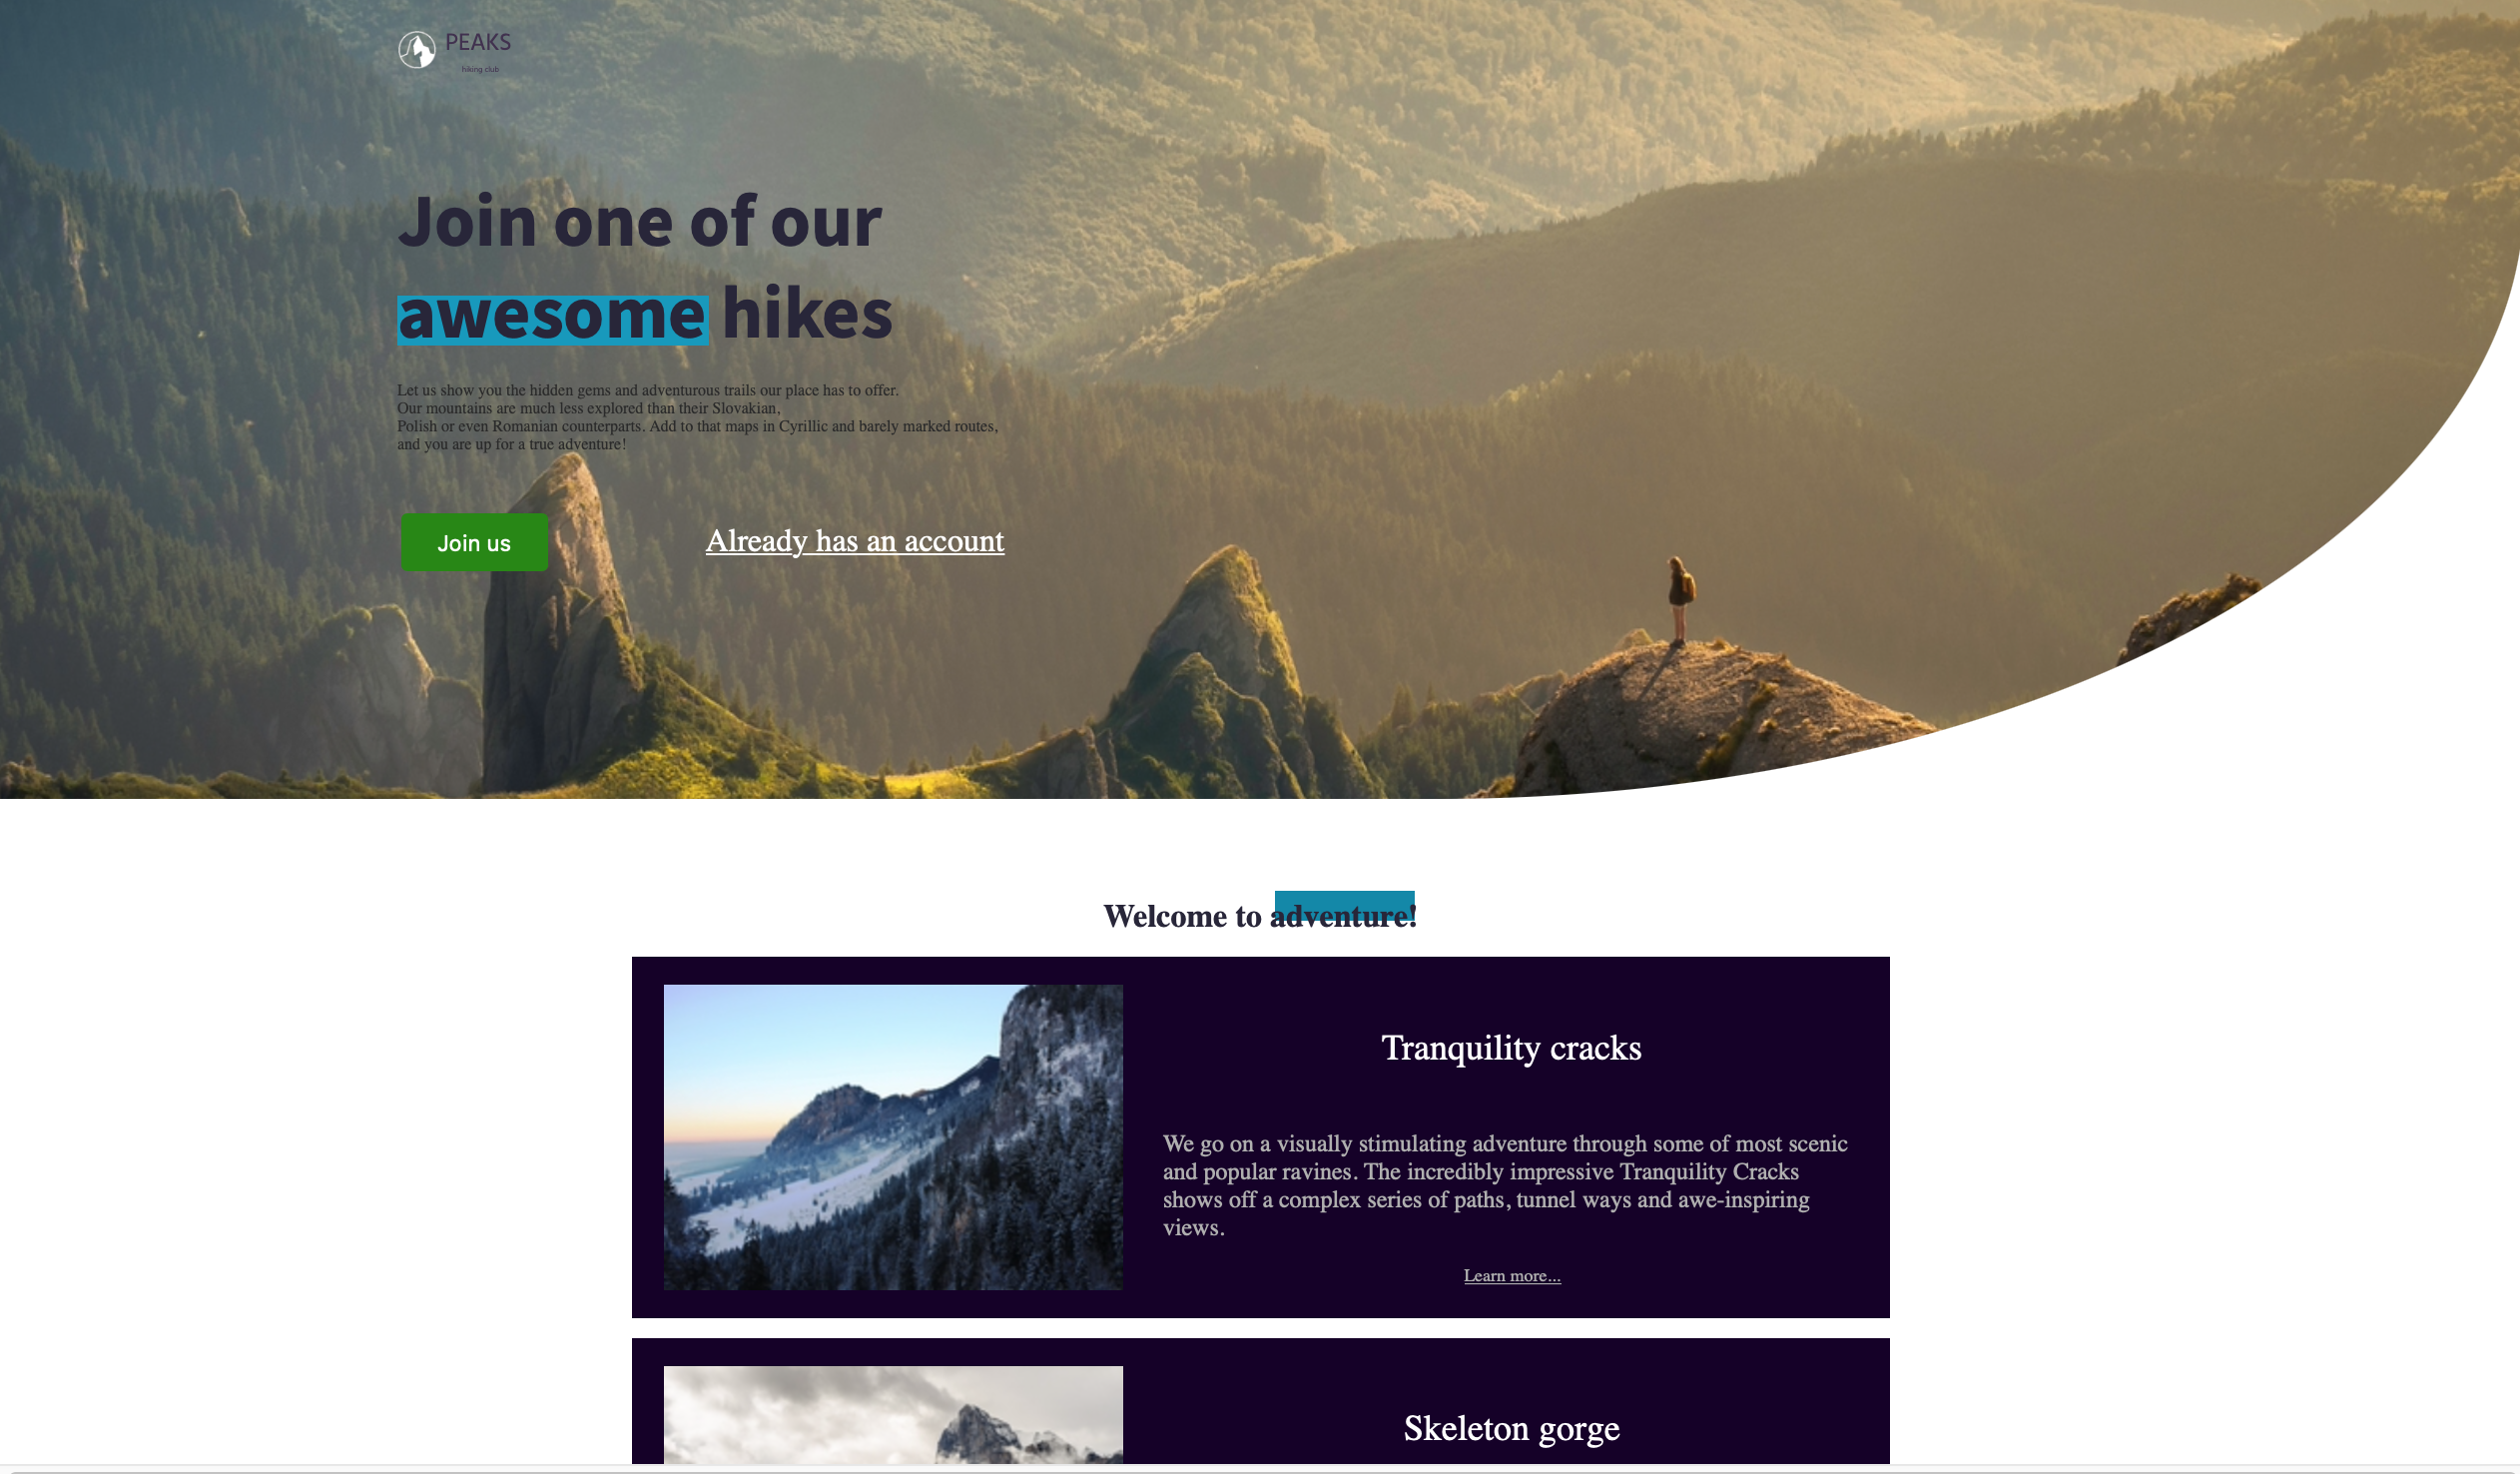 PEAKS
hiking club
Join one of our
awesome hikes
Let us show you the hidden gems and adventurous trails our place has to offer.
Our mountains are much less explored than their Slovakian,
Polish or even Romanian counterparts. Add to that maps in Cyrillic and barely marked routes,
and you are up for a true adventure!
Join us
Already has an account
Welcome to adventure!
Tranquility cracks
We go on a visually stimulating adventure through some of most scenic
and popular ravines. The incredibly impressive Tranquility Cracks
shows off a complex series of paths, tunnel ways and awe-inspiring
views.
Learn more...
Skeleton gorge